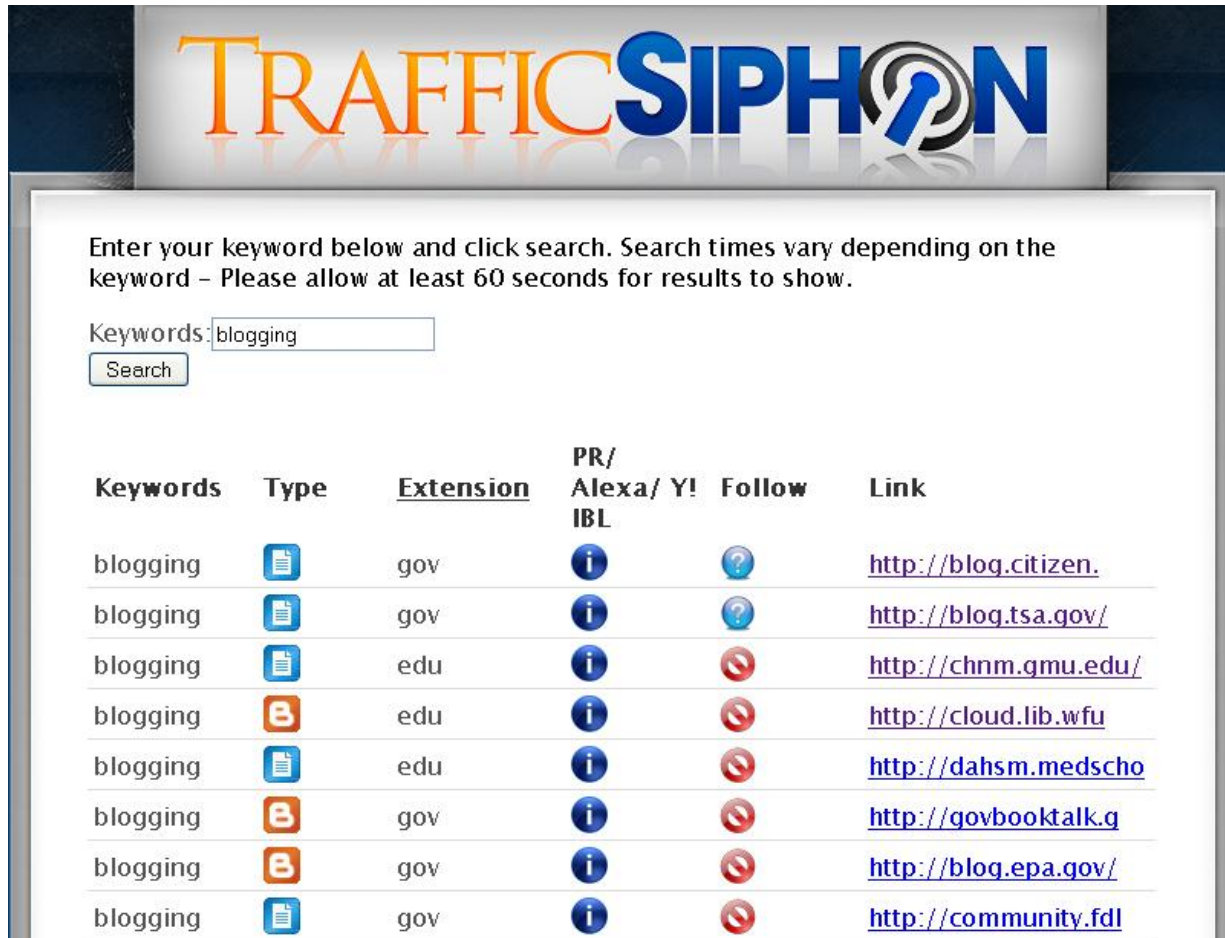 TRAFFICSIPHON
Enter your keyword below and click search. Search times vary depending on the
keyword – Please allow at least 60 seconds for results to show.
Keywords: blogging
Search
Keywords Type Extension PR/ Alexa/ Y! IBL Follow Link
blogging gov http://blog.citizen.
blogging gov http://blog.tsa.gov/
blogging edu http://chnm.gmu.edu/
blogging edu http://cloud.lib.wfu
blogging edu http://dahsm.medscho
blogging gov http://govbooktalk.g
blogging gov http://blog.epa.gov/
blogging gov http://community.fdl